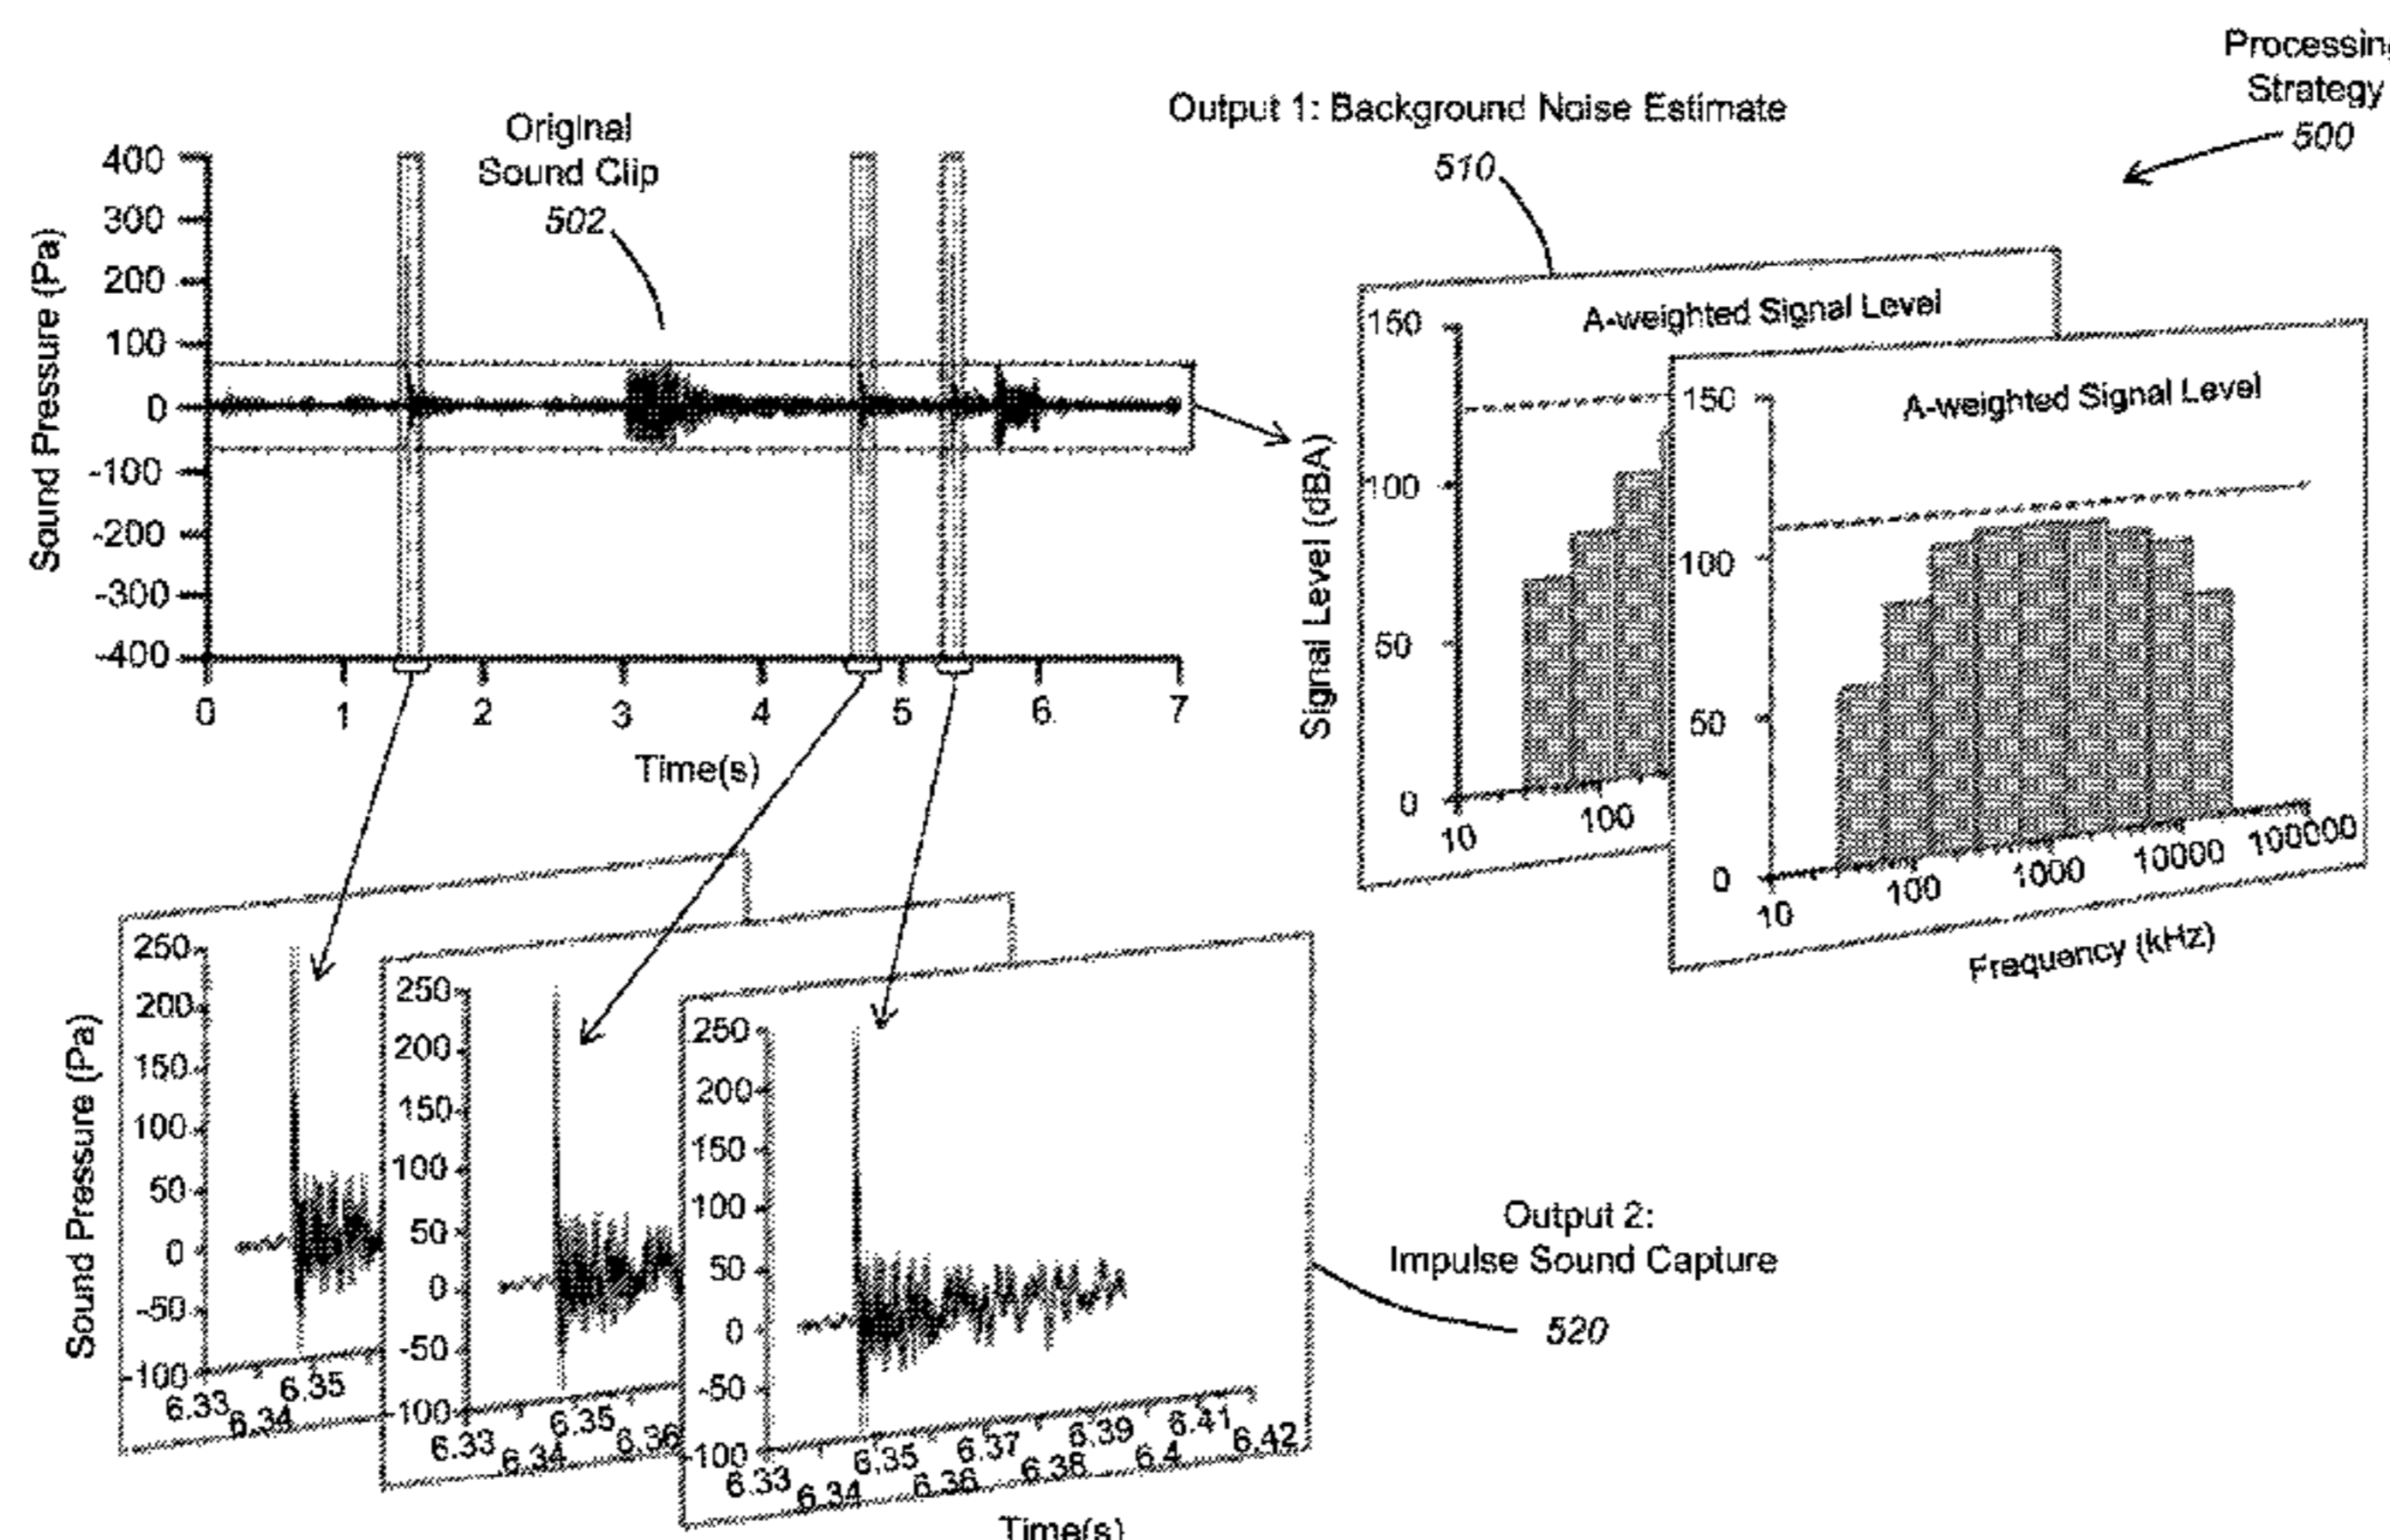 Processing
Strategy
500
Output 1: Background Noise Estimate
510
Original
Sound Clip
502
Sound Pressure (Pa)
400
300
200
100
0
-100
-200
-300
-400
0 1 2 3 4 5 6 7
Time(s)
Signal Level (dBA)
A-weighted Signal Level
150
100
50
0
10 100
A-weighted Signal Level
150
100
50
0
10 100 1000 10000 100000
Frequency (kHz)
Sound Pressure (Pa)
250
200
150
100
50
0
-50
-100
6.33 6.34 6.35
250
200
150
100
50
0
-50
-100
6.33 6.34 6.35 6.36
250
200
150
100
50
0
-50
-100
6.33 6.34 6.35 6.36 6.37 6.38 6.39 6.4 6.41 6.42
Time(s)
Output 2:
Impulse Sound Capture
520